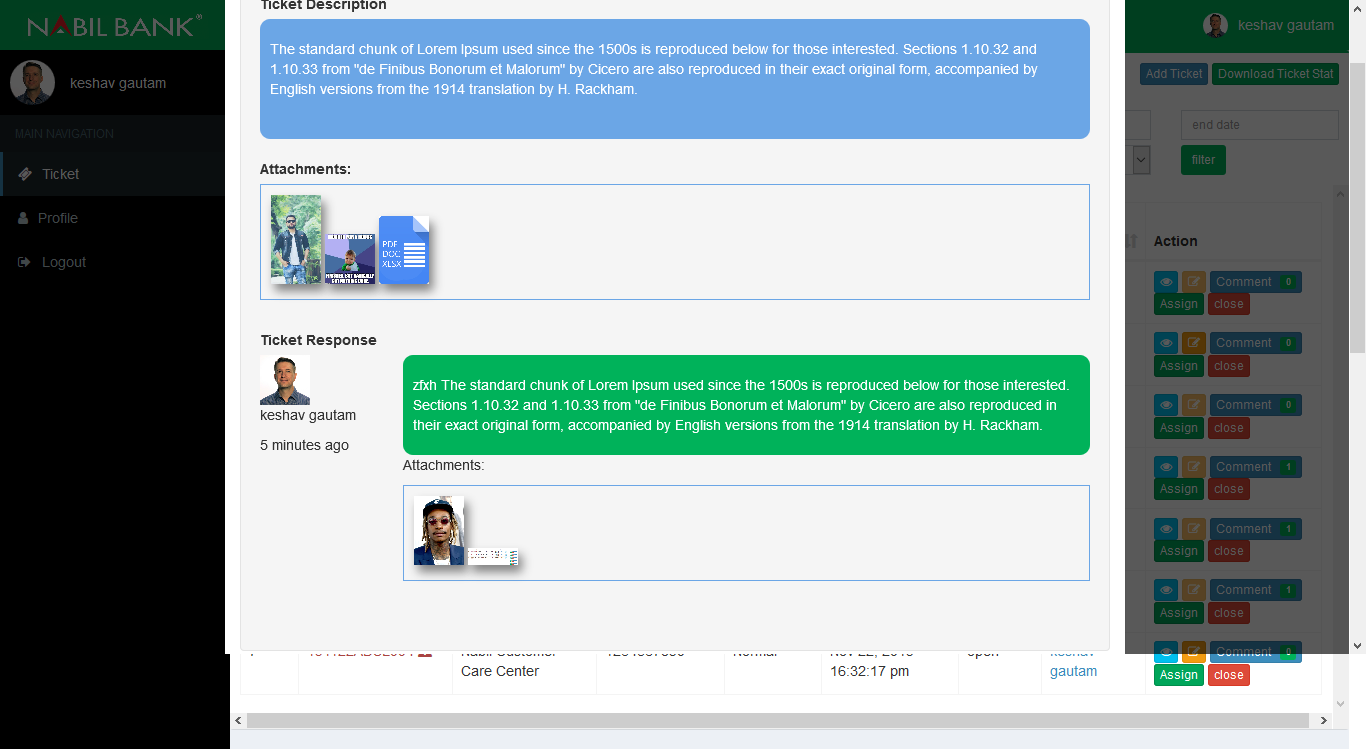 Ticket Description
NABIL BANK®
keshav gautam
The standard chunk of Lorem Ipsum used since the 1500s is reproduced below for those interested. Sections 1.10.32 and
1.10.33 from "de Finibus Bonorum et Malorum" by Cicero are also reproduced in their exact original form, accompanied by
English versions from the 1914 translation by H. Rackham.
keshav gautam
Add Ticket Download Ticket Stat
MAIN NAVIGATION
end date
Attachments:
filter
Ticket
PDF
DOC
XLSX
Profile
Action
Logout
Comment 0
Assign close
Ticket Response
Comment 0
Assign close
zfxh The standard chunk of Lorem Ipsum used since the 1500s is reproduced below for those interested.
Sections 1.10.32 and 1.10.33 from "de Finibus Bonorum et Malorum" by Cicero are also reproduced in
their exact original form, accompanied by English versions from the 1914 translation by H. Rackham.
keshav gautam
5 minutes ago
Attachments:
Comment 0
Assign close
Comment 1
Assign close
Comment 1
Assign close
Comment 1
Assign close
Nabil Customer
Care Center
Normal
16:32:17 pm
open
keshav
gautam
Comment 0
Assign close